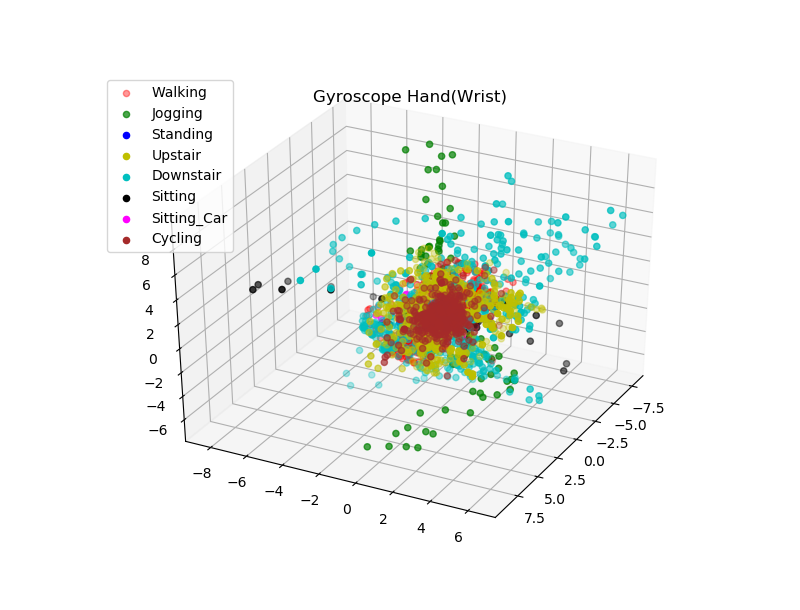 Gyroscope Hand(Wrist)
Walking
Jogging
Standing
Upstair
Downstair
Sitting
Sitting_Car
Cycling
8
6
4
2
0
−2
−4
−6
−8
−6
−4
−2
0
2
4
6
−7.5
−5.0
−2.5
0.0
2.5
5.0
7.5